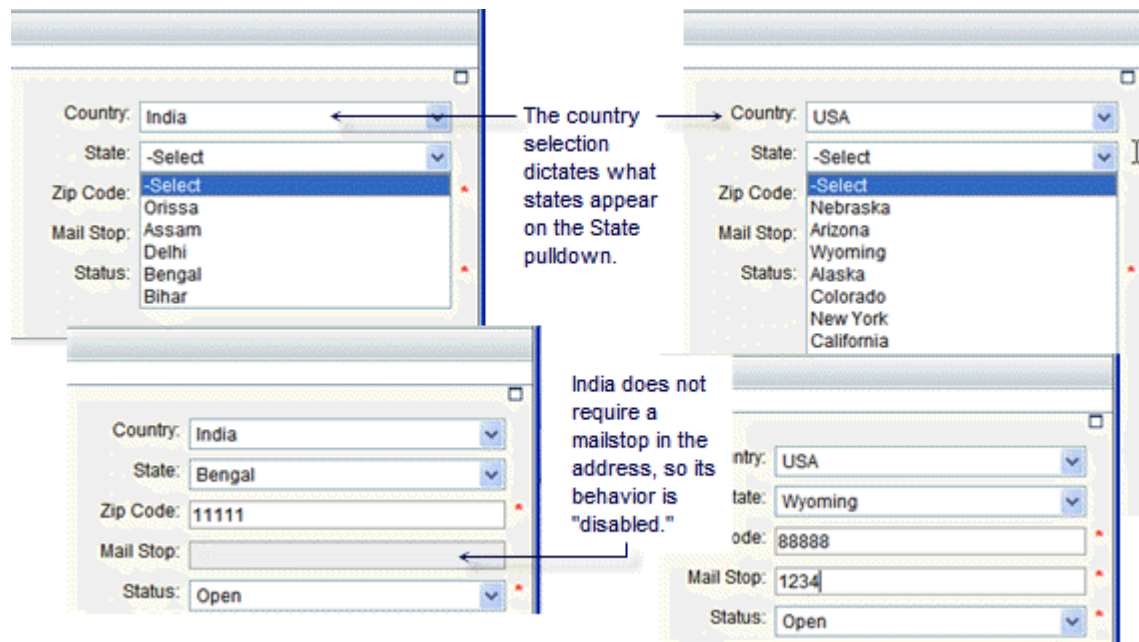 Country: India
State: -Select
Zip Code: -Select *
Orissa
Mail Stop: Assam
Delhi
Status: Bengal *
Bihar
The country
selection
dictates what
states appear
on the State
pulldown.
Country: USA
State: -Select
Zip Code: -Select
Nebraska
Mail Stop: Arizona
Wyoming
Status: Alaska *
Colorado
New York
California
Country: India
State: Bengal
Zip Code: 11111 *
Mail Stop:
Status: Open *
India does not
require a
mailstop in the
address, so its
behavior is
"disabled."
ntry: USA
tate: Wyoming
ode: 88888 *
Mail Stop: 1234 *
Status: Open *